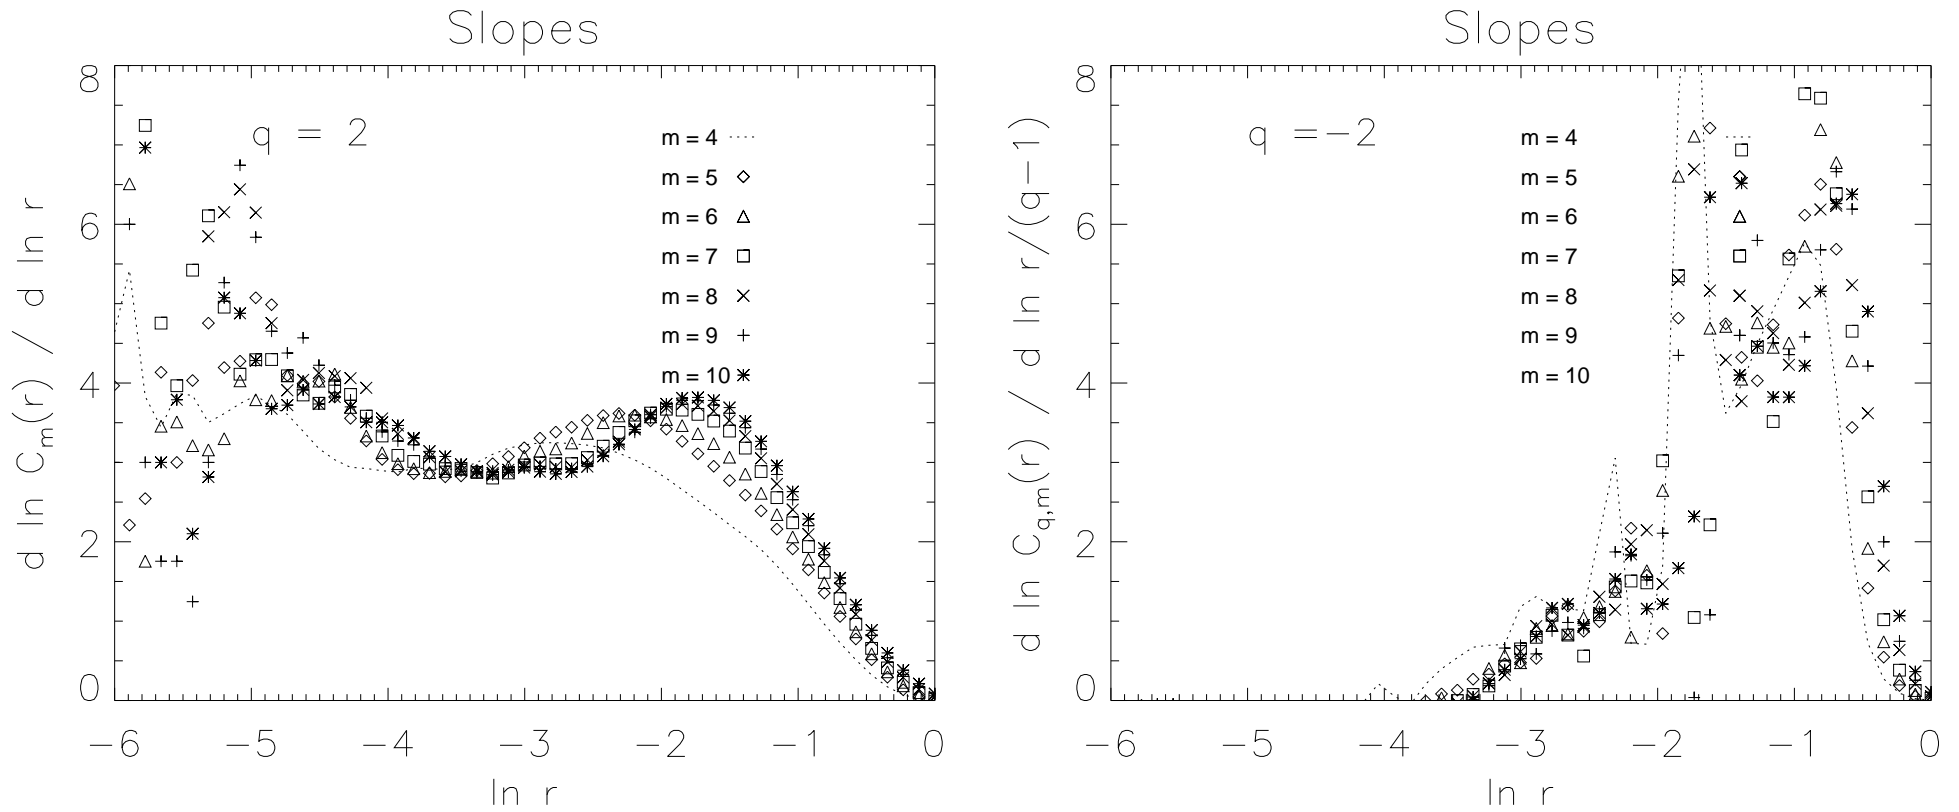 Slopes
d ln Cm(r) / d ln r
8
6
4
2
0
q = 2
m = 4
m = 5
m = 6
m = 7
m = 8
m = 9
m = 10
−6 −5 −4 −3 −2 −1 0
ln r
Slopes
d ln Cq,m(r) / d ln r/(q−1)
8
6
4
2
0
q =−2
m = 4
m = 5
m = 6
m = 7
m = 8
m = 9
m = 10
−6 −5 −4 −3 −2 −1 0
ln r